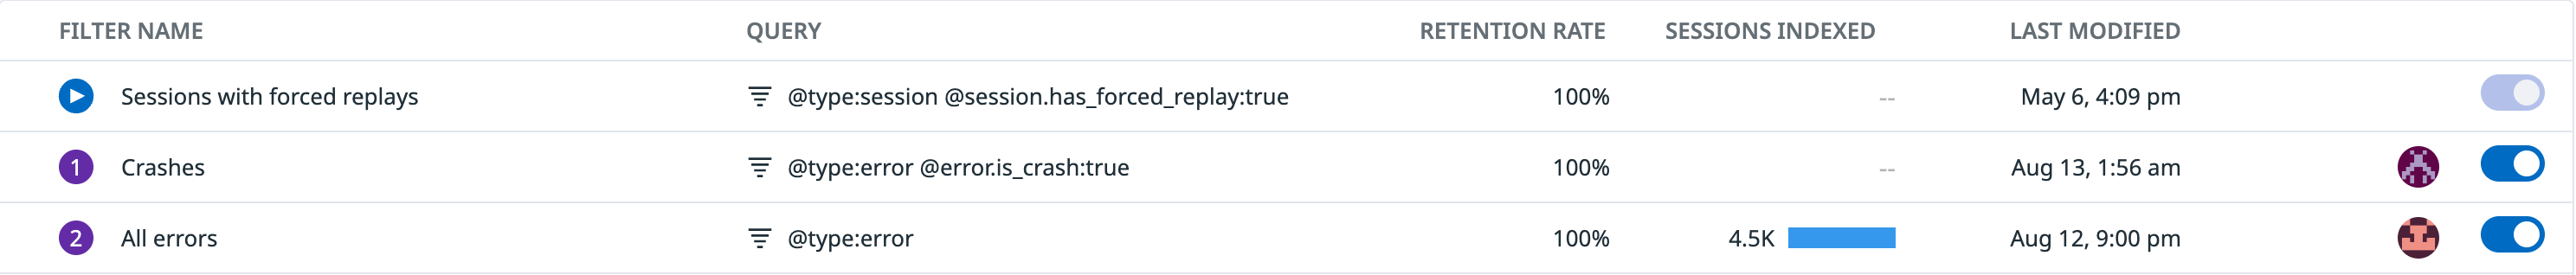 FILTER NAME QUERY RETENTION RATE SESSIONS INDEXED LAST MODIFIED
Sessions with forced replays @type:session @session.has_forced_replay:true 100% -- May 6, 4:09 pm
1 Crashes @type:error @error.is_crash:true 100% -- Aug 13, 1:56 am
2 All errors @type:error 100% 4.5K Aug 12, 9:00 pm